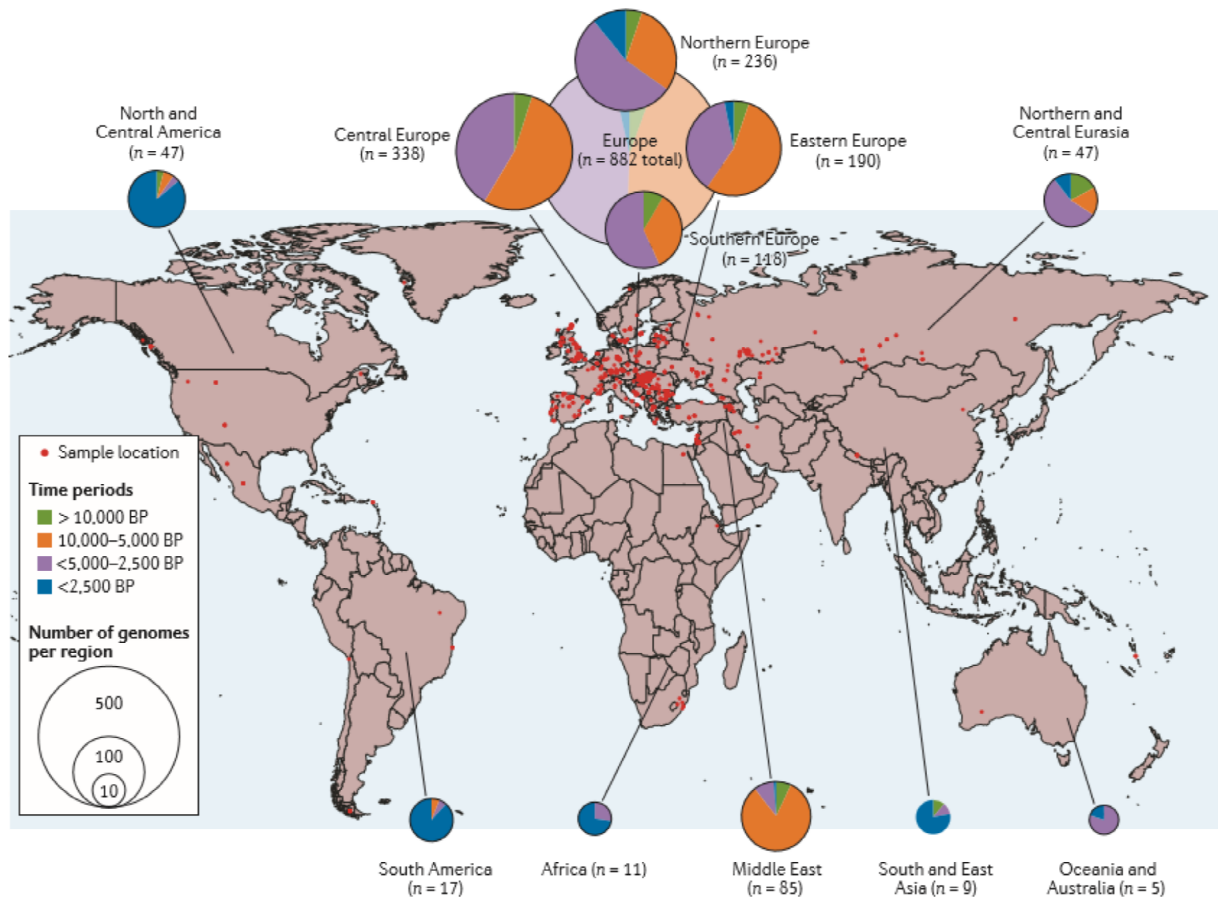 Northern Europe
(n = 236)
North and
Central America
(n = 47)
Central Europe
(n = 338)
Europe
(n = 882 total)
Eastern Europe
(n = 190)
Northern and
Central Eurasia
(n = 47)
Southern Europe
(n = 118)
Sample location
Time periods
> 10,000 BP
10,000–5,000 BP
<5,000–2,500 BP
<2,500 BP
Number of genomes
per region
500
100
10
South America
(n = 17)
Africa (n = 11)
Middle East
(n = 85)
South and East
Asia (n = 9)
Oceania and
Australia (n = 5)